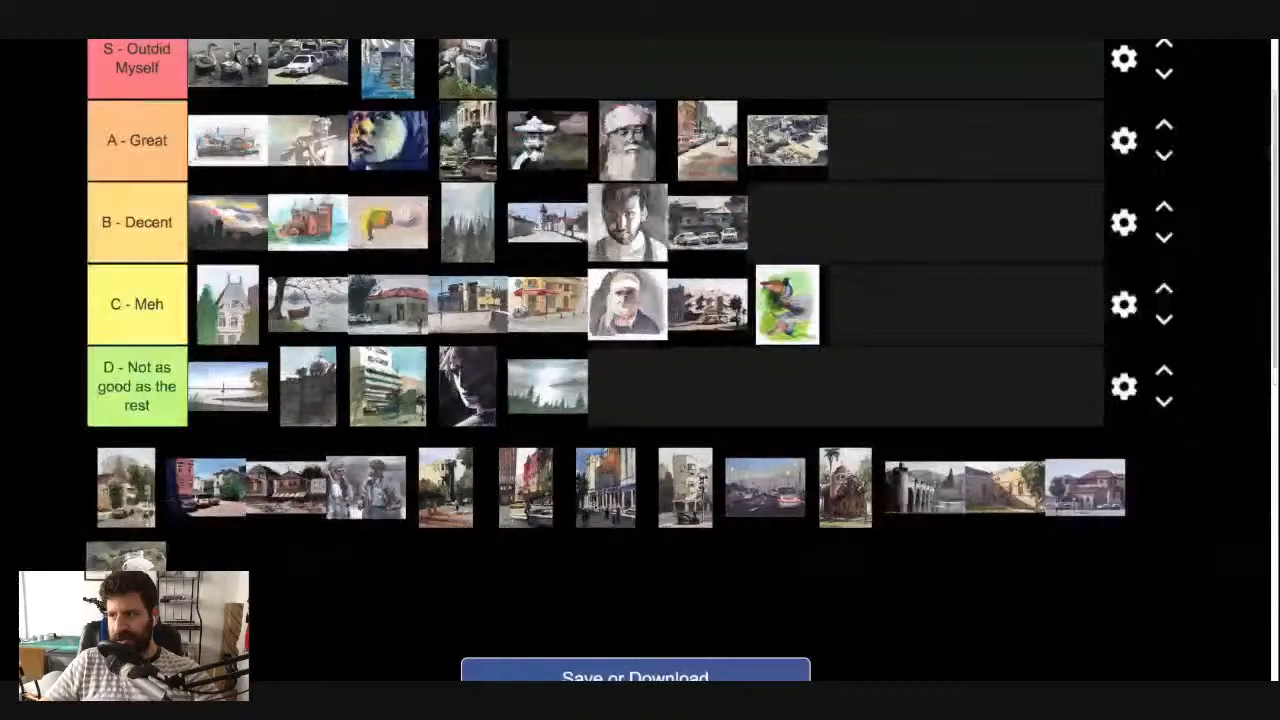 S - Outdid
Myself
A - Great
B - Decent
C - Meh
D - Not as
good as the
rest
Save or Download